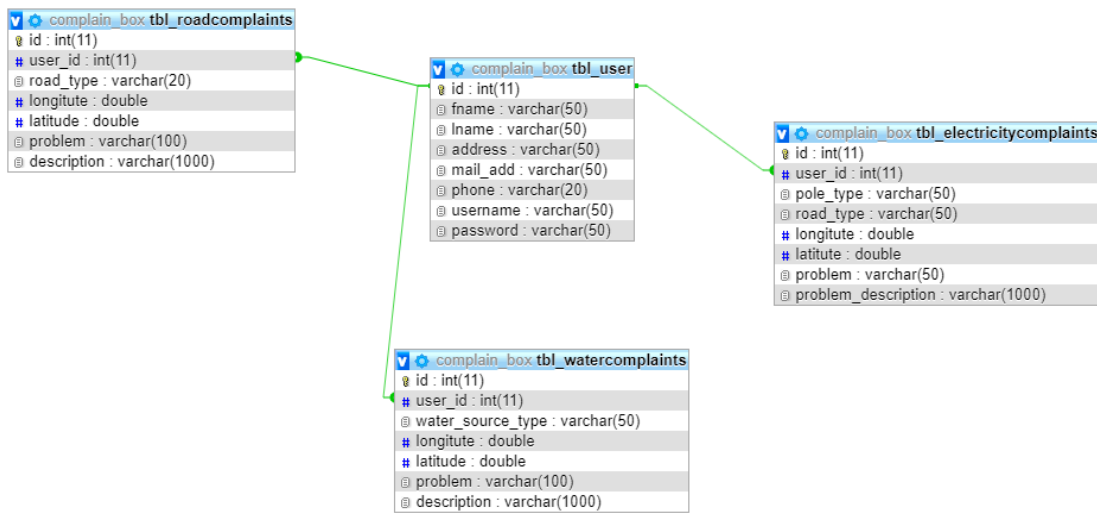 complain_box tbl_roadcomplaints
id : int(11)
user_id : int(11)
road_type : varchar(20)
longitute : double
latitude : double
problem : varchar(100)
description : varchar(1000)
complain_box tbl_user
id : int(11)
fname : varchar(50)
lname : varchar(50)
address : varchar(50)
mail_add : varchar(50)
phone : varchar(20)
username : varchar(50)
password : varchar(50)
complain_box tbl_electricitycomplaints
id : int(11)
user_id : int(11)
pole_type : varchar(50)
road_type : varchar(50)
longitute : double
latitute : double
problem : varchar(50)
problem_description : varchar(1000)
complain_box tbl_watercomplaints
id : int(11)
user_id : int(11)
water_source_type : varchar(50)
longitute : double
latitude : double
problem : varchar(100)
description : varchar(1000)